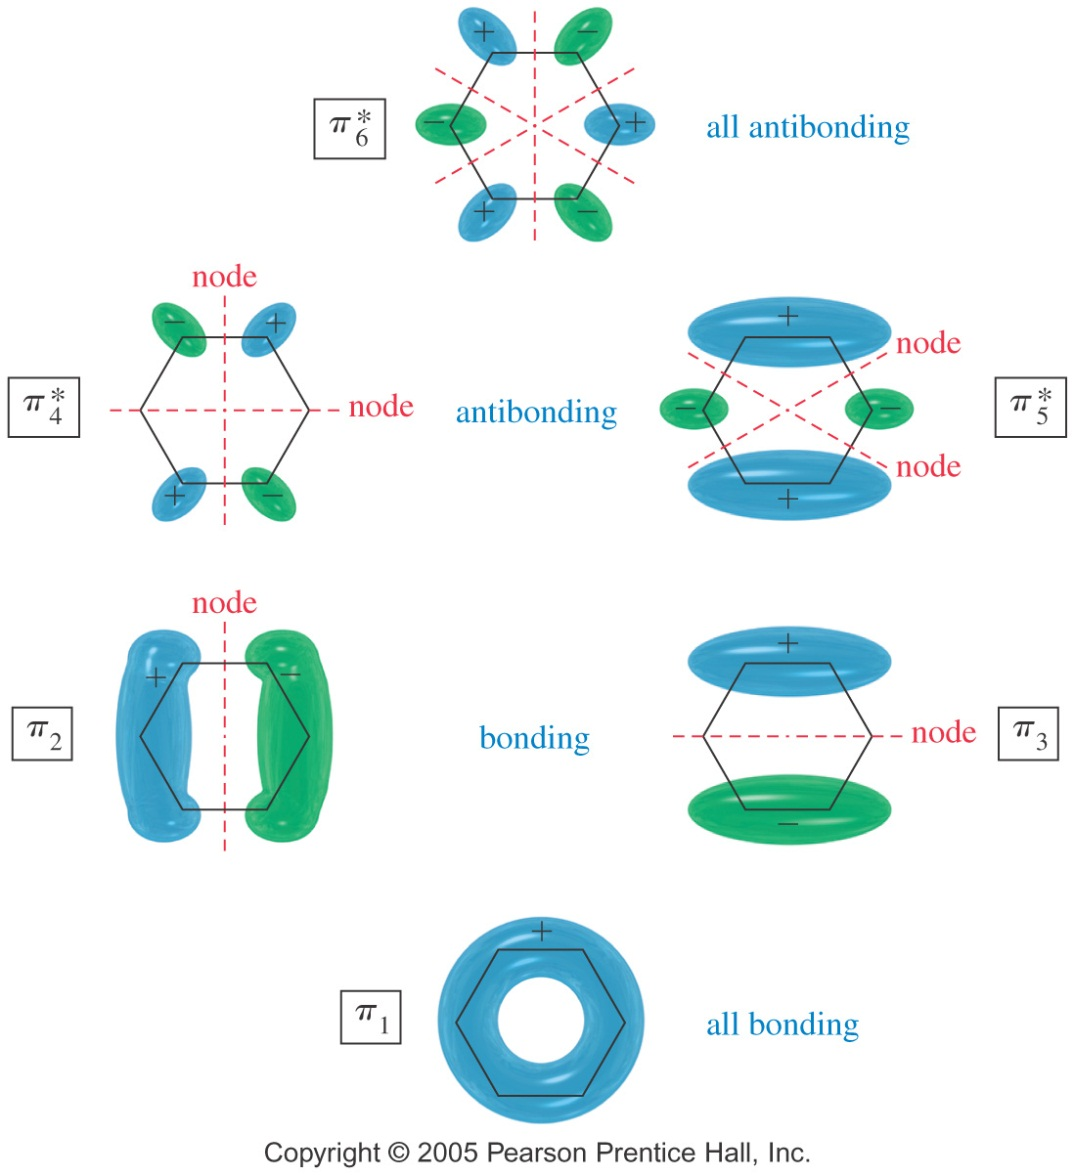 + −
π*6 − + all antibonding
+ −
node
− +
+ node
π*4 node antibonding − − π*5
+ −
node
+
node
+ −
+
π2 bonding node π3
−
+
π1 all bonding
Copyright © 2005 Pearson Prentice Hall, Inc.